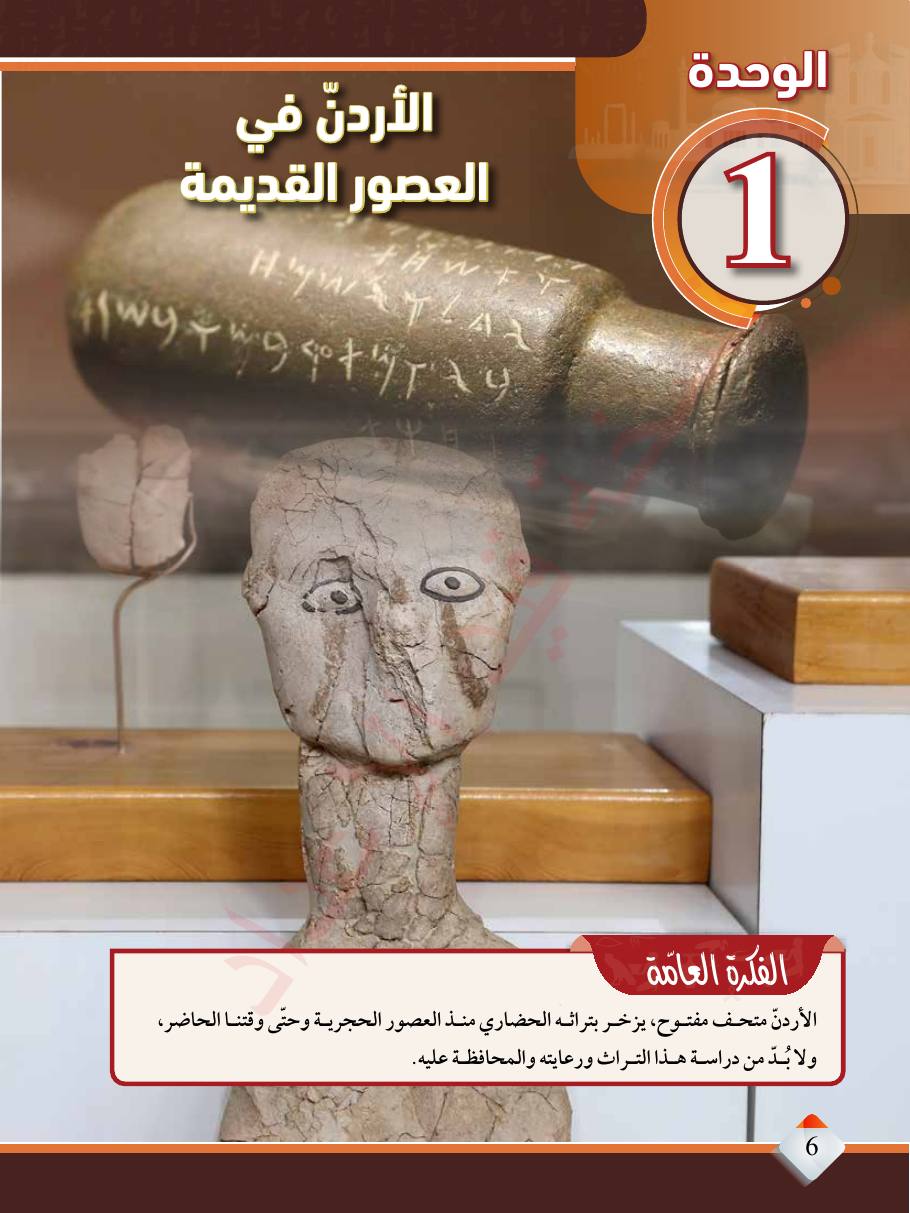 الوحدة
1
الأردنّ في
العصور القديمة
الفكرة العامّة
الأردنّ متحف مفتوح، يزخر بتراثه الحضاري منذ العصور الحجرية وحتّى وقتنا الحاضر،
ولا بُدّ من دراسة هذا التراث ورعايته والمحافظة عليه.
6